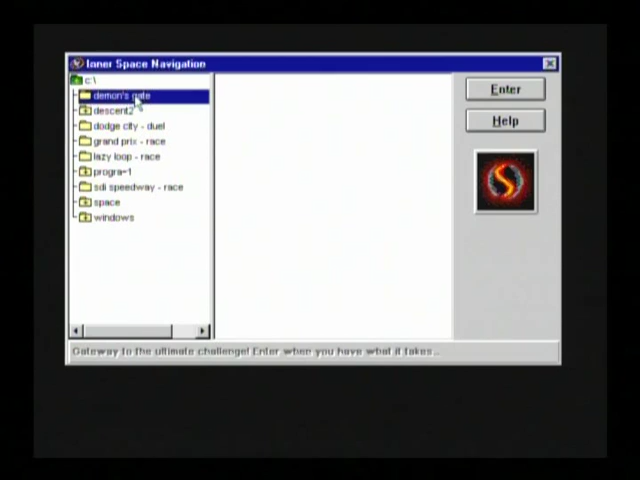 Inner Space Navigation
c:\
demon's gate
descent2
dodge city - duel
grand prix - race
lazy loop - race
progra~1
sdi speedway - race
space
windows
Enter
Help
Gateway to the ultimate challenge! Enter when you have what it takes...